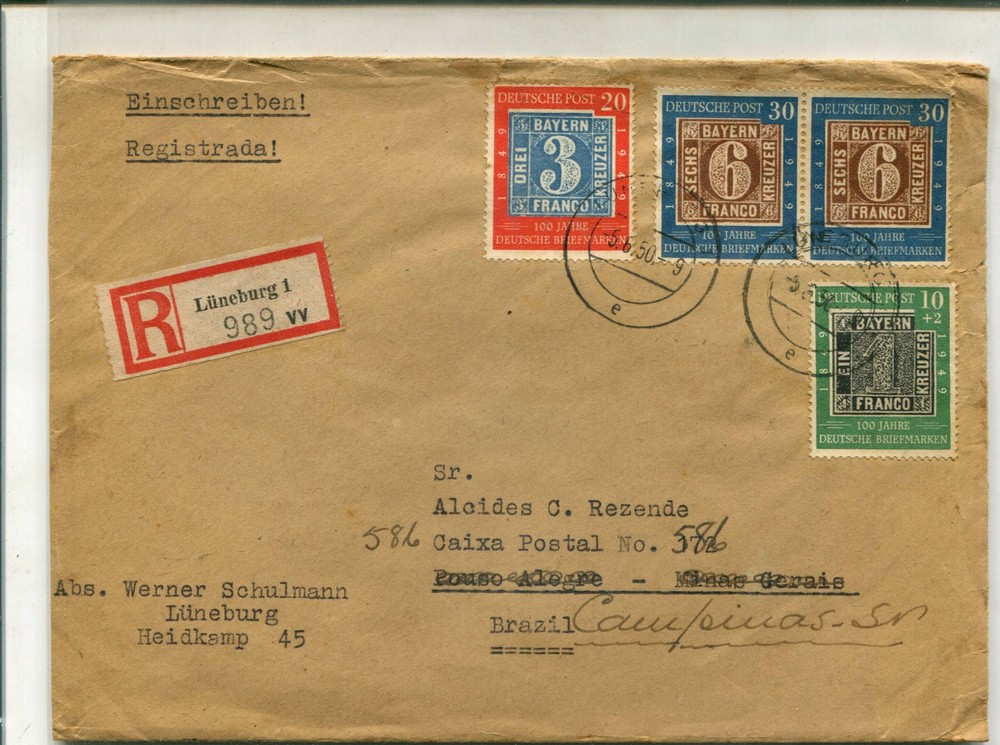 Einschreiben!
Registrada!
DEUTSCHE POST 20
1849
BAYERN
DREI 3 KREUZER
FRANCO
1949
100 JAHRE
DEUTSCHE BRIEFMARKEN
DEUTSCHE POST 30
1849
BAYERN
SECHS 6 KREUZER
FRANCO
1949
100 JAHRE
DEUTSCHE BRIEFMARKEN
DEUTSCHE POST 30
1849
BAYERN
SECHS 6 KREUZER
FRANCO
1949
100 JAHRE
DEUTSCHE BRIEFMARKEN
-5.6.50.-9
e
e
R
Lüneburg 1
989 VV
DEUTSCHE POST 10
+2
1849
BAYERN
EIN 1 KREUZER
FRANCO
1949
100 JAHRE
DEUTSCHE BRIEFMARKEN
Sr.
Alcides C. Rezende
586 Caixa Postal No. 586
Pouso Alegre - Minas Gerais
Brazil Campinas-SP
======
Abs. Werner Schulmann
Lüneburg
Heidkamp 45